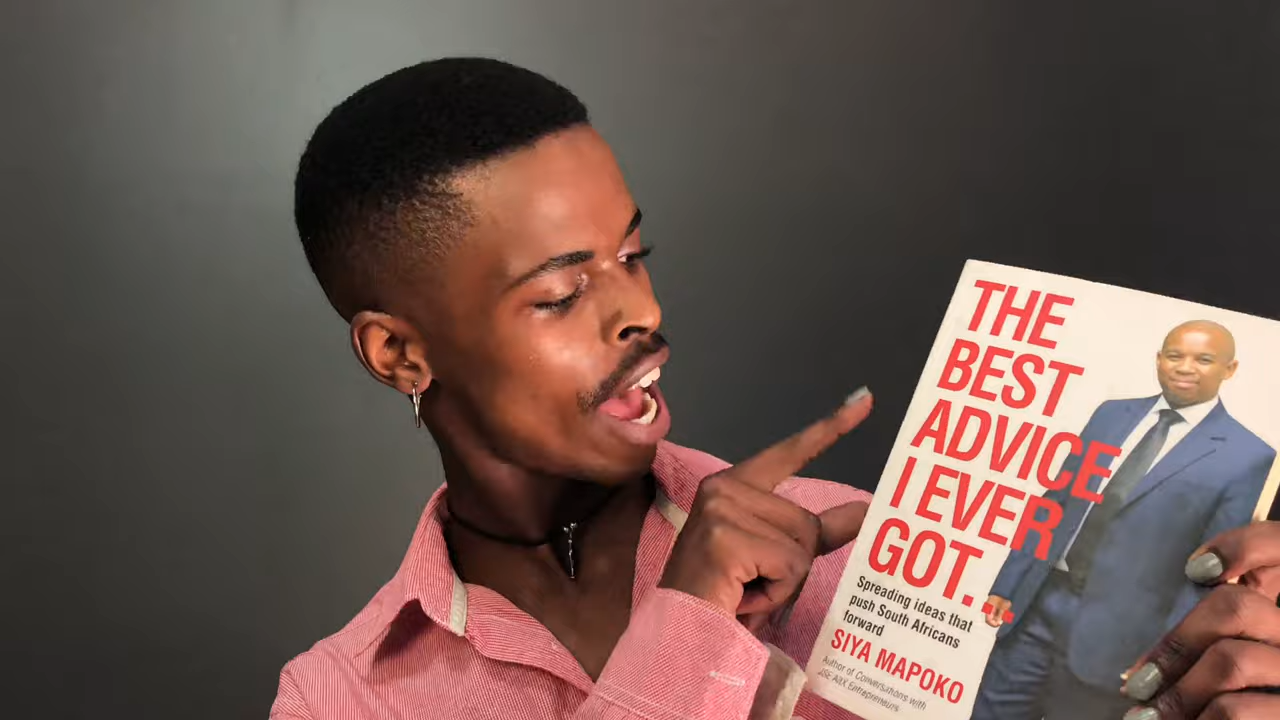 THE
BEST
ADVICE
I EVER
GOT...
Spreading ideas that
push South Africans
forward
SIYA MAPOKO
Author of Conversations with
JSE AltX Entrepreneurs